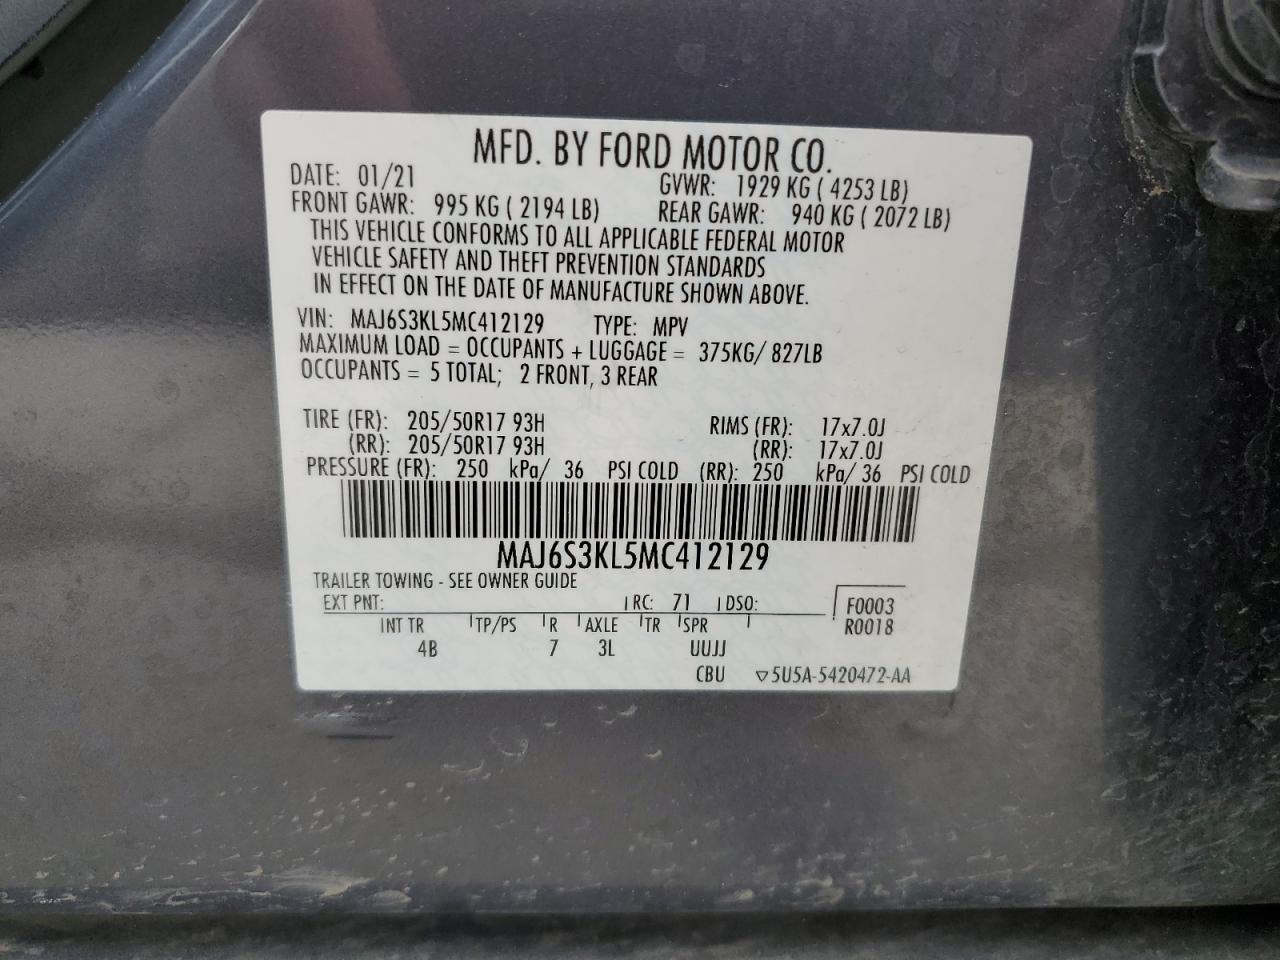 MFD. BY FORD MOTOR CO.
DATE: 01/21 GVWR: 1929 KG ( 4253 LB)
FRONT GAWR: 995 KG ( 2194 LB) REAR GAWR: 940 KG ( 2072 LB)
THIS VEHICLE CONFORMS TO ALL APPLICABLE FEDERAL MOTOR
VEHICLE SAFETY AND THEFT PREVENTION STANDARDS
IN EFFECT ON THE DATE OF MANUFACTURE SHOWN ABOVE.
VIN: MAJ6S3KL5MC412129 TYPE: MPV
MAXIMUM LOAD = OCCUPANTS + LUGGAGE = 375KG/ 827LB
OCCUPANTS = 5 TOTAL; 2 FRONT, 3 REAR
TIRE (FR): 205/50R17 93H RIMS (FR): 17x7.0J
(RR): 205/50R17 93H (RR): 17x7.0J
PRESSURE (FR): 250 kPa/ 36 PSI COLD (RR): 250 kPa/ 36 PSI COLD
MAJ6S3KL5MC412129
TRAILER TOWING - SEE OWNER GUIDE
EXT PNT: RC: 71 DSO: F0003
INT TR TP/PS R AXLE TR SPR R0018
4B 7 3L UUJJ
CBU ▽5U5A-5420472-AA